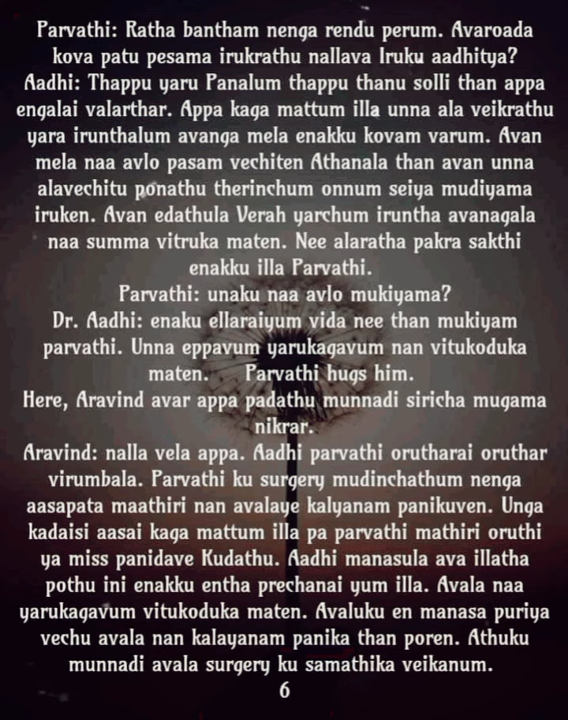 Parvathi: Ratha bantham nenga rendu perum. Avaroada
kova patu pesama irukrathu nallava Iruku aadhitya?
Aadhi: Thappu yaru Panalum thappu thanu solli than appa
engalai valarthar. Appa kaga mattum illa unna ala veikrathu
yara irunthalum avanga mela enakku kovam varum. Avan
mela naa avlo pasam vechiten Athanala than avan unna
alavechitu ponathu therinchum onnum seiya mudiyama
iruken. Avan edathula Verah yarchum iruntha avanagala
naa summa vitruka maten. Nee alaratha pakra sakthi
enakku illa Parvathi.
Parvathi: unaku naa avlo mukiyama?
Dr. Aadhi: enaku ellaraiyum vida nee than mukiyam
parvathi. Unna eppavum yarukagavum nan vitukoduka
maten. Parvathi hugs him.
Here, Aravind avar appa padathu munnadi siricha mugama
nikrar.
Aravind: nalla vela appa. Aadhi parvathi orutharai oruthar
virumbala. Parvathi ku surgery mudinchathum nenga
aasapata maathiri nan avalaye kalyanam panikuven. Unga
kadaisi aasai kaga mattum illa pa parvathi mathiri oruthi
ya miss panidave Kudathu. Aadhi manasula ava illatha
pothu ini enakku entha prechanai yum illa. Avala naa
yarukagavum vitukoduka maten. Avaluku en manasa puriya
vechu avala nan kalayanam panika than poren. Athuku
munnadi avala surgery ku samathika veikanum.
6